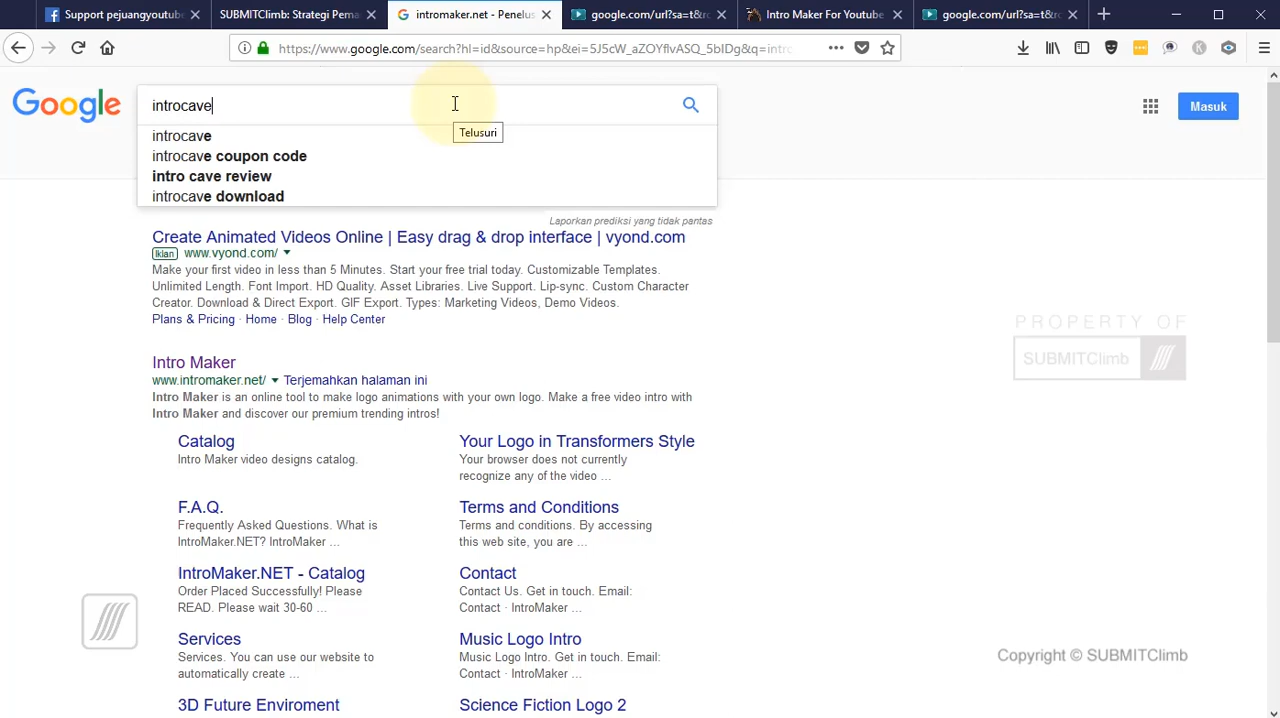 Support pejuangyoutube
SUBMITClimb: Strategi Pema
intromaker.net - Penelus
google.com/url?sa=t&rc
Intro Maker For Youtube
google.com/url?sa=t&rc
https://www.google.com/search?hl=id&source=hp&ei=5J5cW_aZOYflvASQ_5bIDg&q=intro
Google
introcave
Masuk
Telusuri
introcave
introcave coupon code
intro cave review
introcave download
Laporkan prediksi yang tidak pantas
Create Animated Videos Online | Easy drag & drop interface | vyond.com
Iklan www.vyond.com/
Make your first video in less than 5 Minutes. Start your free trial today. Customizable Templates.
Unlimited Length. Font Import. HD Quality. Asset Libraries. Live Support. Lip-sync. Custom Character
Creator. Download & Direct Export. GIF Export. Types: Marketing Videos, Demo Videos.
Plans & Pricing · Home · Blog · Help Center
PROPERTY OF
SUBMITClimb
Intro Maker
www.intromaker.net/ Terjemahkan halaman ini
Intro Maker is an online tool to make logo animations with your own logo. Make a free video intro with
Intro Maker and discover our premium trending intros!
Catalog
Intro Maker video designs catalog.
Your Logo in Transformers Style
Your browser does not currently
recognize any of the video ...
F.A.Q.
Frequently Asked Questions. What is
IntroMaker.NET? IntroMaker ...
Terms and Conditions
Terms and conditions. By accessing
this web site, you are ...
IntroMaker.NET - Catalog
Order Placed Successfully! Please
READ. Please wait 30-60 ...
Contact
Contact Us. Get in touch. Email:
Contact · IntroMaker ...
Services
Services. You can use our website to
automatically create ...
Music Logo Intro
Music Logo Intro. Get in touch. Email:
Contact · IntroMaker ...
3D Future Enviroment
Science Fiction Logo 2
Copyright © SUBMITClimb